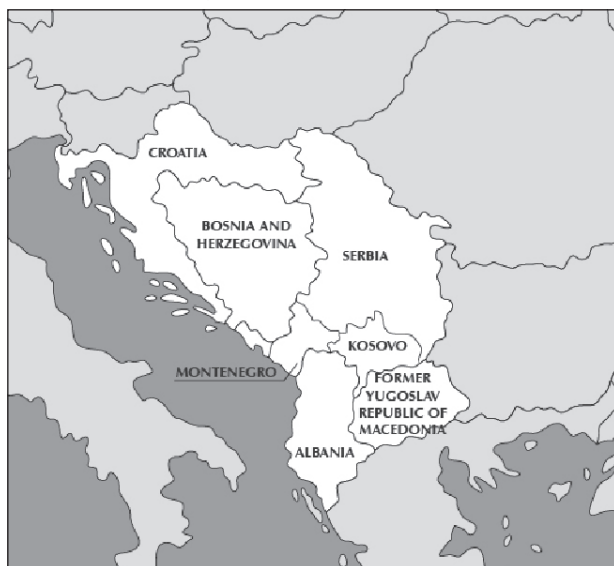 CROATIA
BOSNIA AND
HERZEGOVINA
SERBIA
KOSOVO
MONTENEGRO
FORMER
YUGOSLAV
REPUBLIC OF
MACEDONIA
ALBANIA